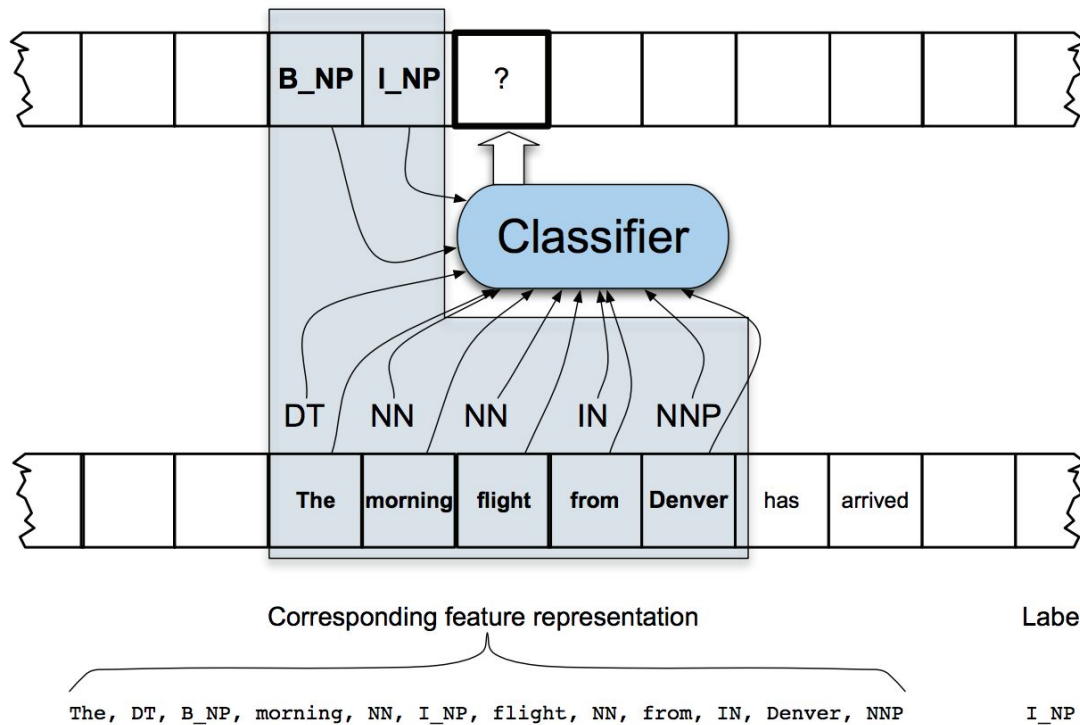 B_NP I_NP ?
Classifier
DT NN NN IN NNP
The morning flight from Denver has arrived
Corresponding feature representation Labe
The, DT, B_NP, morning, NN, I_NP, flight, NN, from, IN, Denver, NNP I_NP